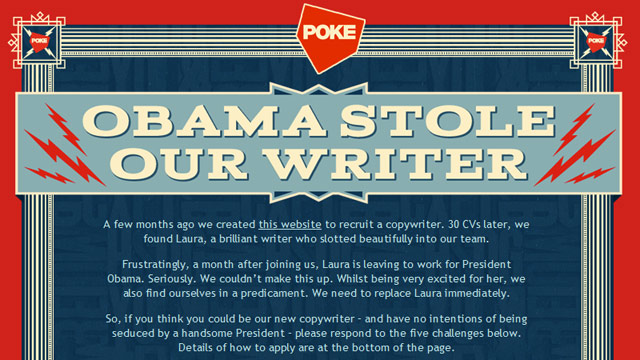 POKE
POKE
POKE
OBAMA STOLE
OUR WRITER
A few months ago we created this website to recruit a copywriter. 30 CVs later, we
found Laura, a brilliant writer who slotted beautifully into our team.
Frustratingly, a month after joining us, Laura is leaving to work for President
Obama. Seriously. We couldn't make this up. Whilst being very excited for her, we
also find ourselves in a predicament. We need to replace Laura immediately.
So, if you think you could be our new copywriter - and have no intentions of being
seduced by a handsome President - please respond to the five challenges below.
Details of how to apply are at the bottom of the page.